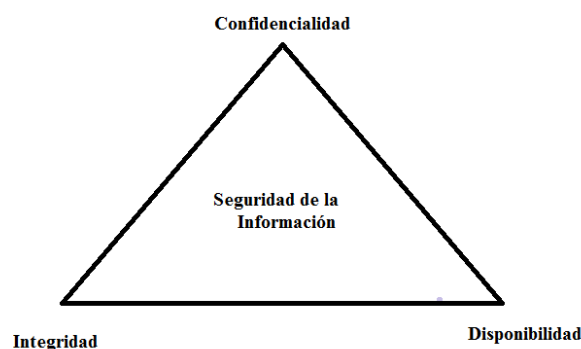 Confidencialidad
Seguridad de la
Información
Integridad
Disponibilidad